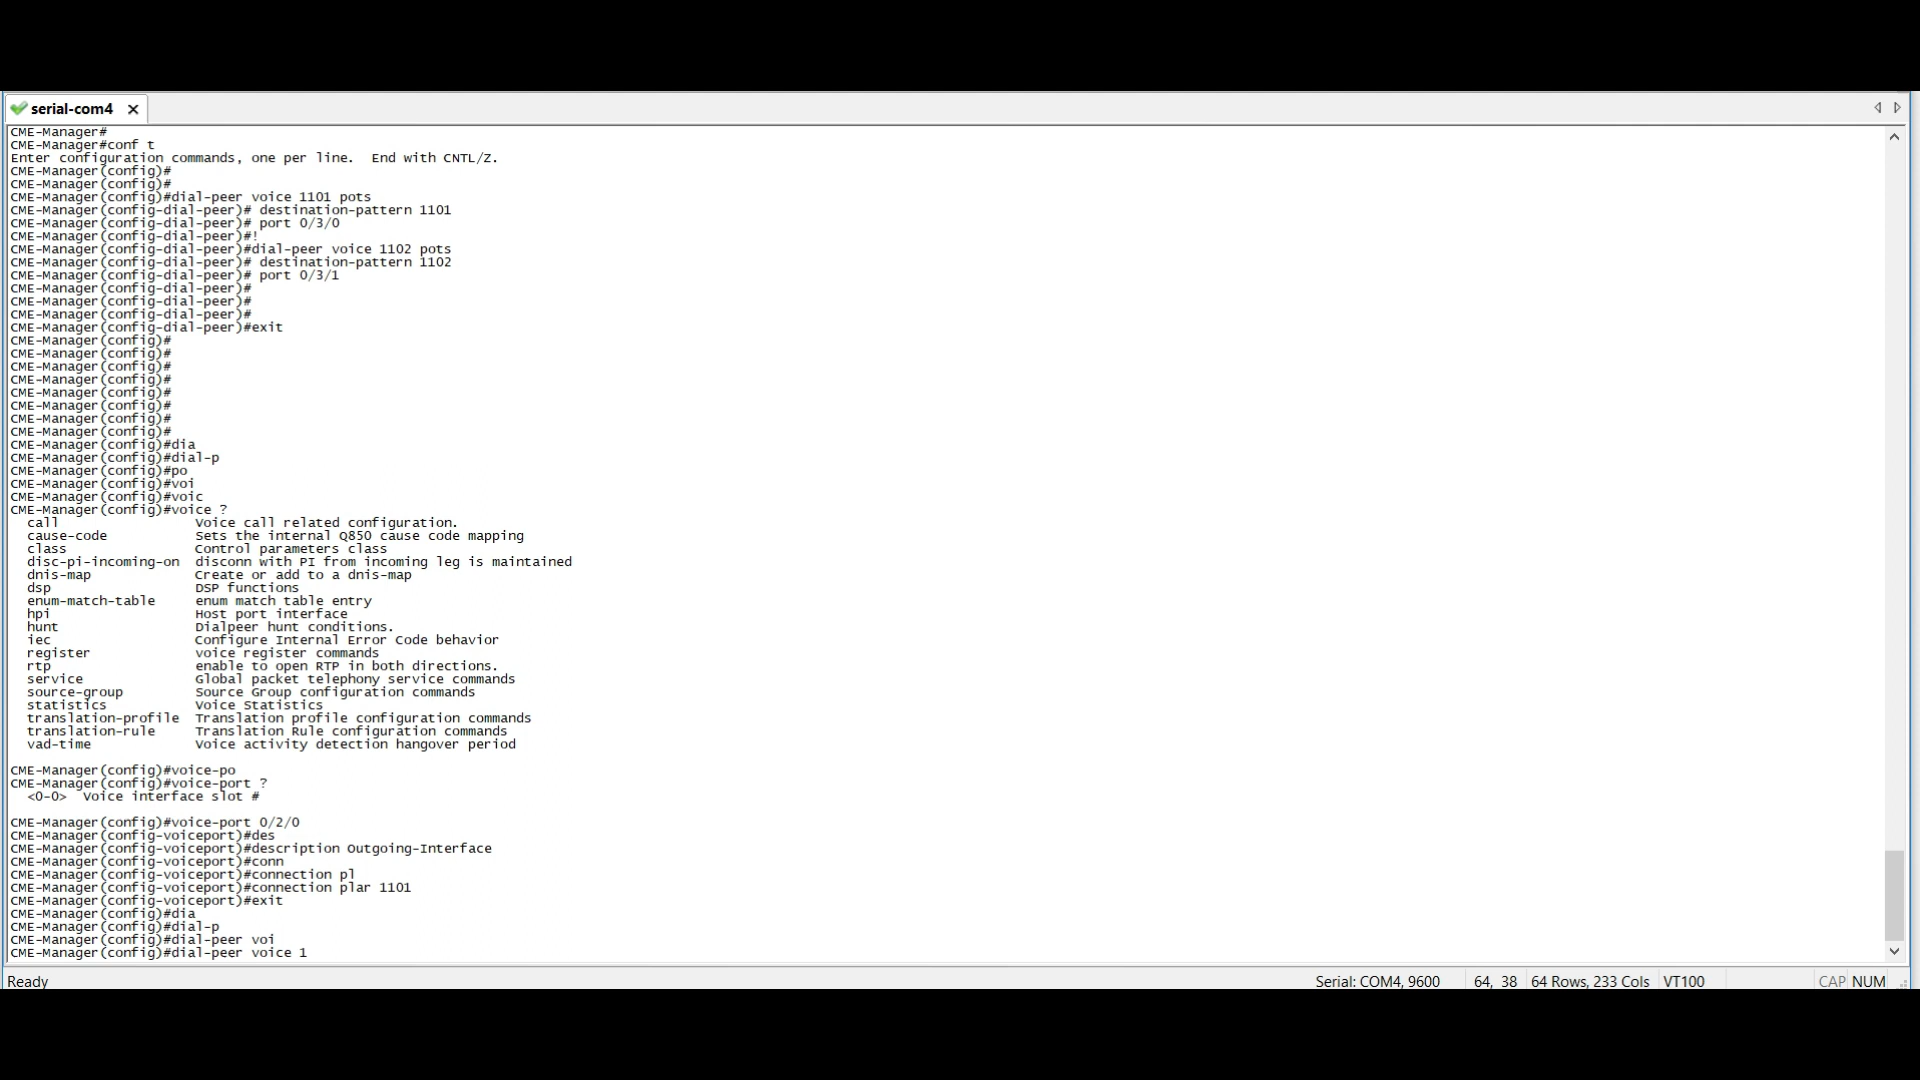 serial-com4
CME-Manager#
CME-Manager#conf t
Enter configuration commands, one per line.  End with CNTL/Z.
CME-Manager(config)#
CME-Manager(config)#
CME-Manager(config)#dial-peer voice 1101 pots
CME-Manager(config-dial-peer)# destination-pattern 1101
CME-Manager(config-dial-peer)# port 0/3/0
CME-Manager(config-dial-peer)#!
CME-Manager(config-dial-peer)#dial-peer voice 1102 pots
CME-Manager(config-dial-peer)# destination-pattern 1102
CME-Manager(config-dial-peer)# port 0/3/1
CME-Manager(config-dial-peer)#
CME-Manager(config-dial-peer)#
CME-Manager(config-dial-peer)#
CME-Manager(config-dial-peer)#exit
CME-Manager(config)#
CME-Manager(config)#
CME-Manager(config)#
CME-Manager(config)#
CME-Manager(config)#
CME-Manager(config)#
CME-Manager(config)#
CME-Manager(config)#
CME-Manager(config)#dia
CME-Manager(config)#dial-p
CME-Manager(config)#po
CME-Manager(config)#voi
CME-Manager(config)#voic
CME-Manager(config)#voice ?
call Voice call related configuration.
cause-code Sets the internal Q850 cause code mapping
class Control parameters class
disc-pi-incoming-on disconn with PI from incoming leg is maintained
dnis-map Create or add to a dnis-map
dsp DSP functions
enum-match-table enum match table entry
hpi Host port interface
hunt Dialpeer hunt conditions.
iec Configure Internal Error Code behavior
register voice register commands
rtp enable to open RTP in both directions.
service Global packet telephony service commands
source-group Source Group configuration commands
statistics Voice Statistics
translation-profile Translation profile configuration commands
translation-rule Translation Rule configuration commands
vad-time Voice activity detection hangover period
CME-Manager(config)#voice-po
CME-Manager(config)#voice-port ?
<0-0>  Voice interface slot #
CME-Manager(config)#voice-port 0/2/0
CME-Manager(config-voiceport)#des
CME-Manager(config-voiceport)#description Outgoing-Interface
CME-Manager(config-voiceport)#conn
CME-Manager(config-voiceport)#connection pl
CME-Manager(config-voiceport)#connection plar 1101
CME-Manager(config-voiceport)#exit
CME-Manager(config)#dia
CME-Manager(config)#dial-p
CME-Manager(config)#dial-peer voi
CME-Manager(config)#dial-peer voice 1
Ready Serial: COM4, 9600 64, 38 64 Rows, 233 Cols VT100 CAP NUM